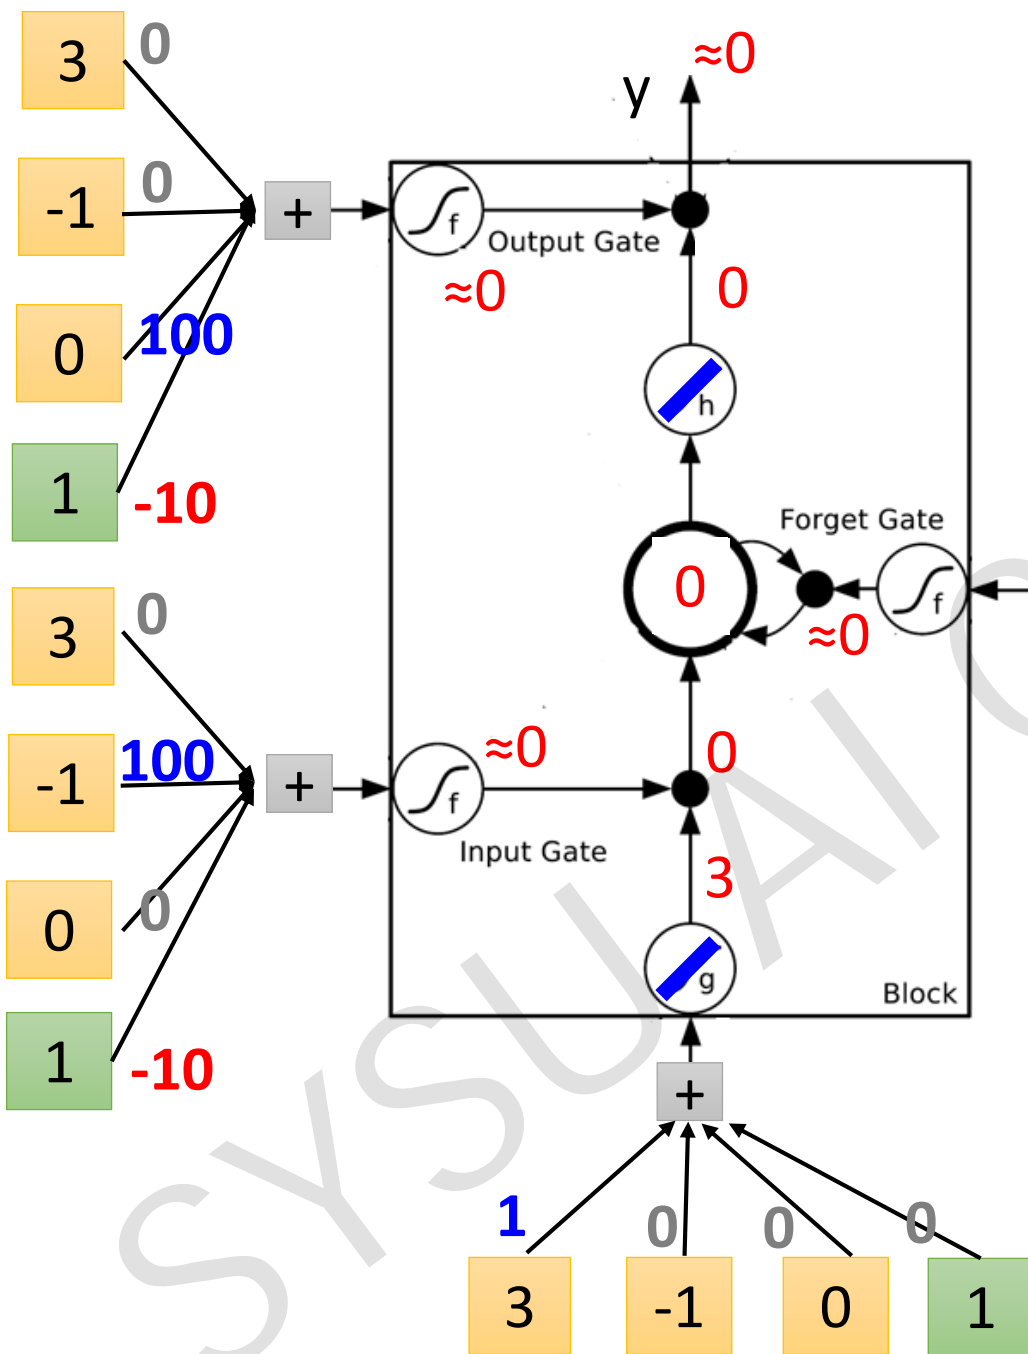 3 0
≈0
y
-1 0
+
f
Output Gate
≈0
0
0 100
h
1 -10
Forget Gate
0
f
≈0
3 0
-1 100
+
f
≈0
0
Input Gate
3
0 0
g
Block
1 -10
+
1 0 0 0
3 -1 0 1
SYSU AI C